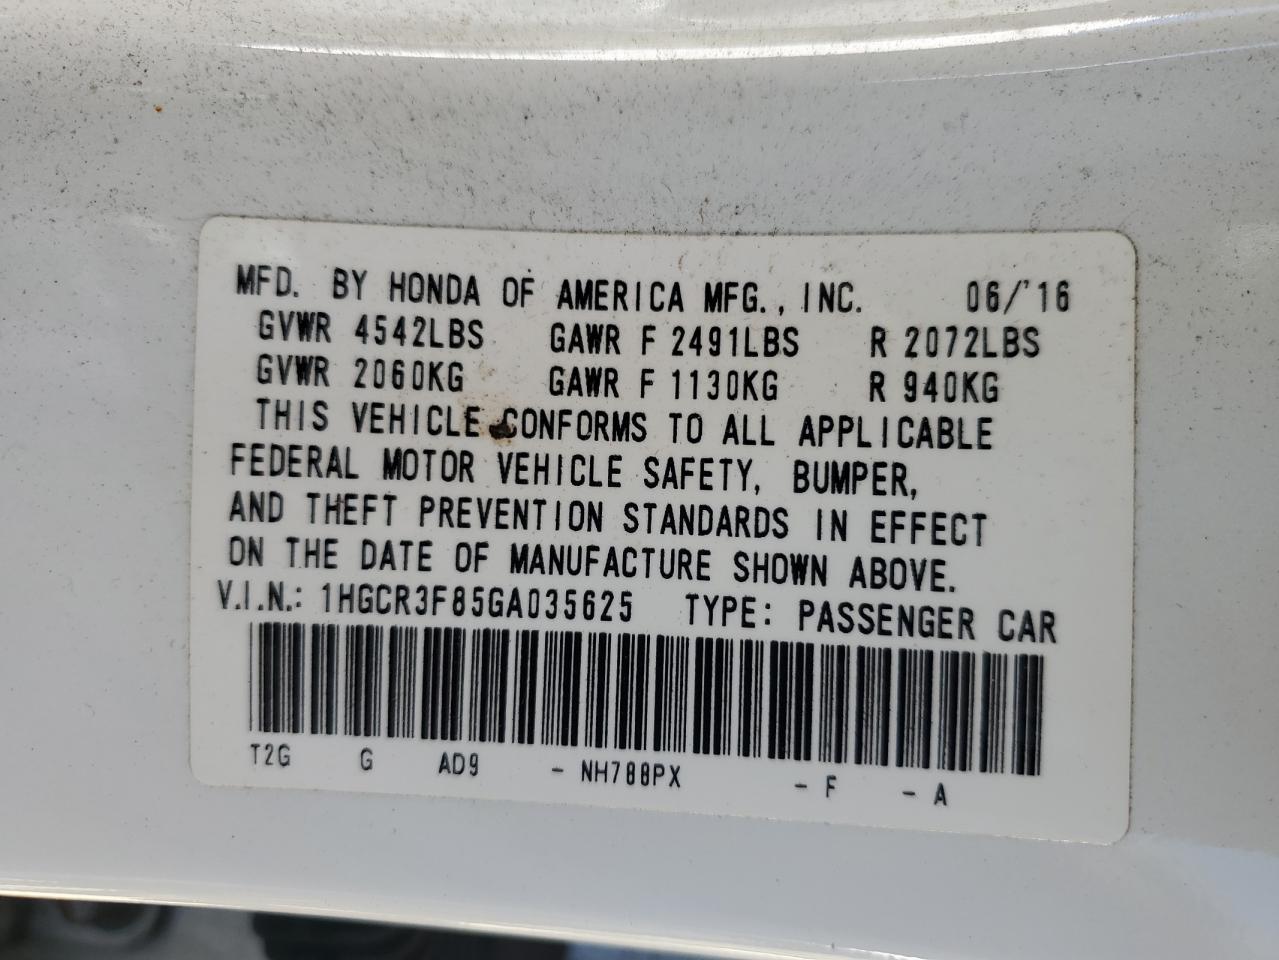 MFD. BY HONDA OF AMERICA MFG., INC. 06/'16
GVWR 4542LBS GAWR F 2491LBS R 2072LBS
GVWR 2060KG GAWR F 1130KG R 940KG
THIS VEHICLE CONFORMS TO ALL APPLICABLE
FEDERAL MOTOR VEHICLE SAFETY, BUMPER,
AND THEFT PREVENTION STANDARDS IN EFFECT
ON THE DATE OF MANUFACTURE SHOWN ABOVE.
V.I.N.: 1HGCR3F85GA035625 TYPE: PASSENGER CAR
T2G G AD9 - NH788PX - F - A